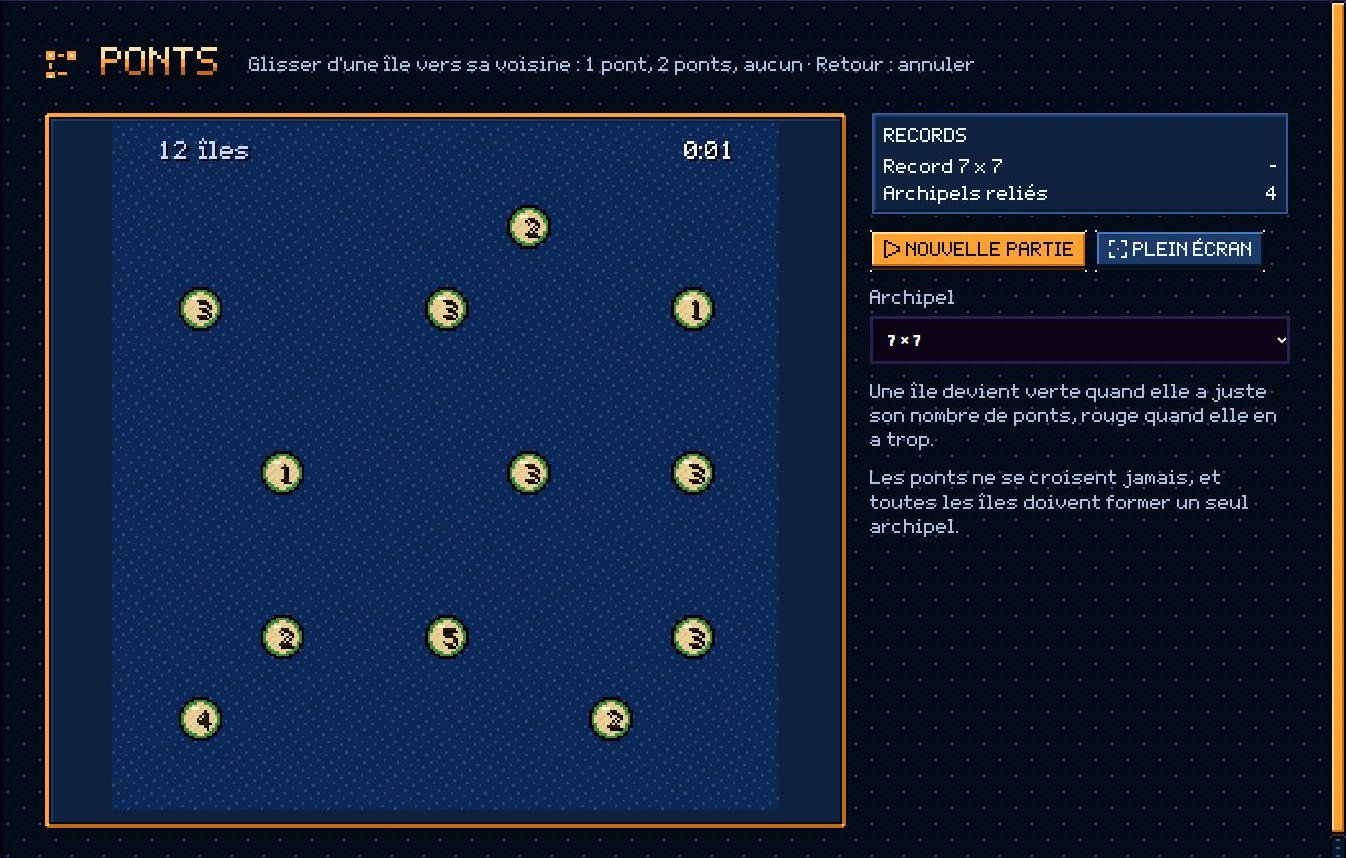 PONTS
Glisser d'une île vers sa voisine : 1 pont, 2 ponts, aucun · Retour : annuler
12 îles
0:01
2
3
3
1
1
3
3
2
5
3
4
2
RECORDS
Record 7 x 7 -
Archipels reliés 4
NOUVELLE PARTIE
PLEIN ÉCRAN
Archipel
7 × 7
Une île devient verte quand elle a juste
son nombre de ponts, rouge quand elle en
a trop.
Les ponts ne se croisent jamais, et
toutes les îles doivent former un seul
archipel.